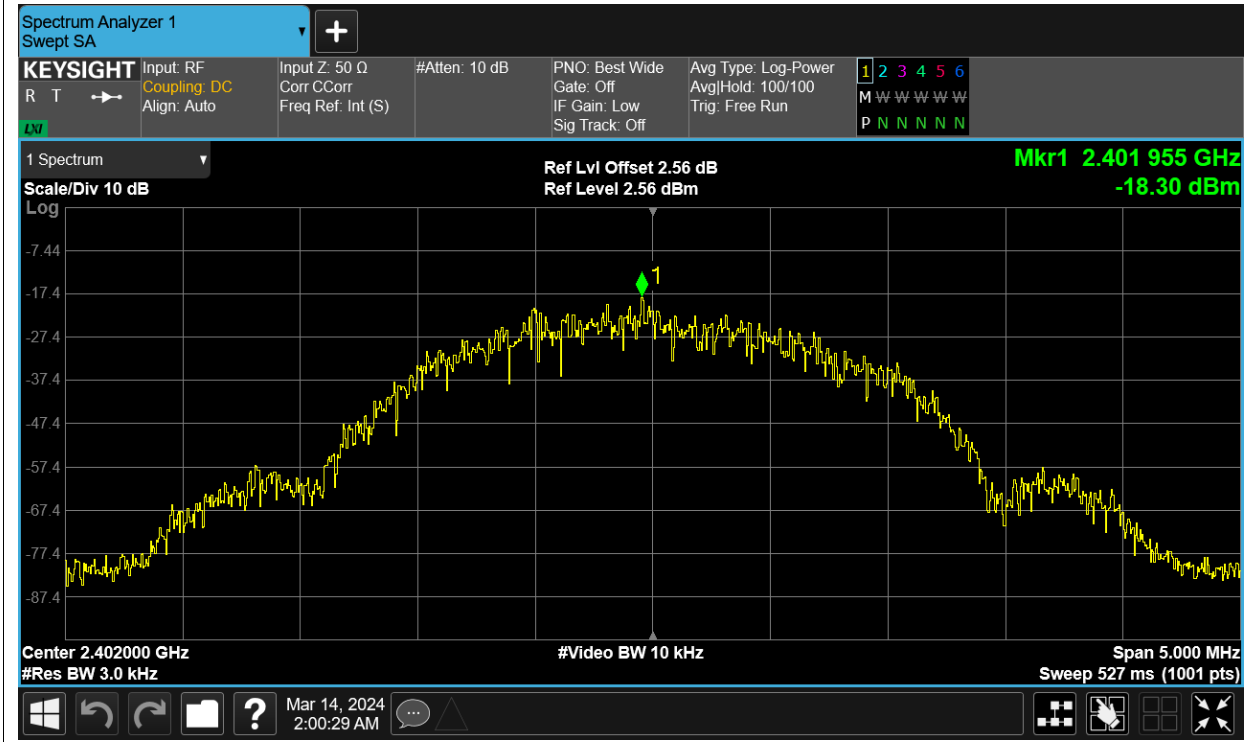 Spectrum Analyzer 1
Swept SA
+
KEYSIGHT
R T
LXI
Input: RF
Coupling: DC
Align: Auto
Input Z: 50 Ω
Corr CCorr
Freq Ref: Int (S)
#Atten: 10 dB
PNO: Best Wide
Gate: Off
IF Gain: Low
Sig Track: Off
Avg Type: Log-Power
Avg|Hold: 100/100
Trig: Free Run
1 2 3 4 5 6
M W W W W W
P N N N N N
1 Spectrum
Scale/Div 10 dB
Log
Ref Lvl Offset 2.56 dB
Ref Level 2.56 dBm
Mkr1 2.401 955 GHz
-18.30 dBm
1
-7.44
-17.4
-27.4
-37.4
-47.4
-57.4
-67.4
-77.4
-87.4
Center 2.402000 GHz
#Res BW 3.0 kHz
#Video BW 10 kHz
Span 5.000 MHz
Sweep 527 ms (1001 pts)
?
Mar 14, 2024
2:00:29 AM